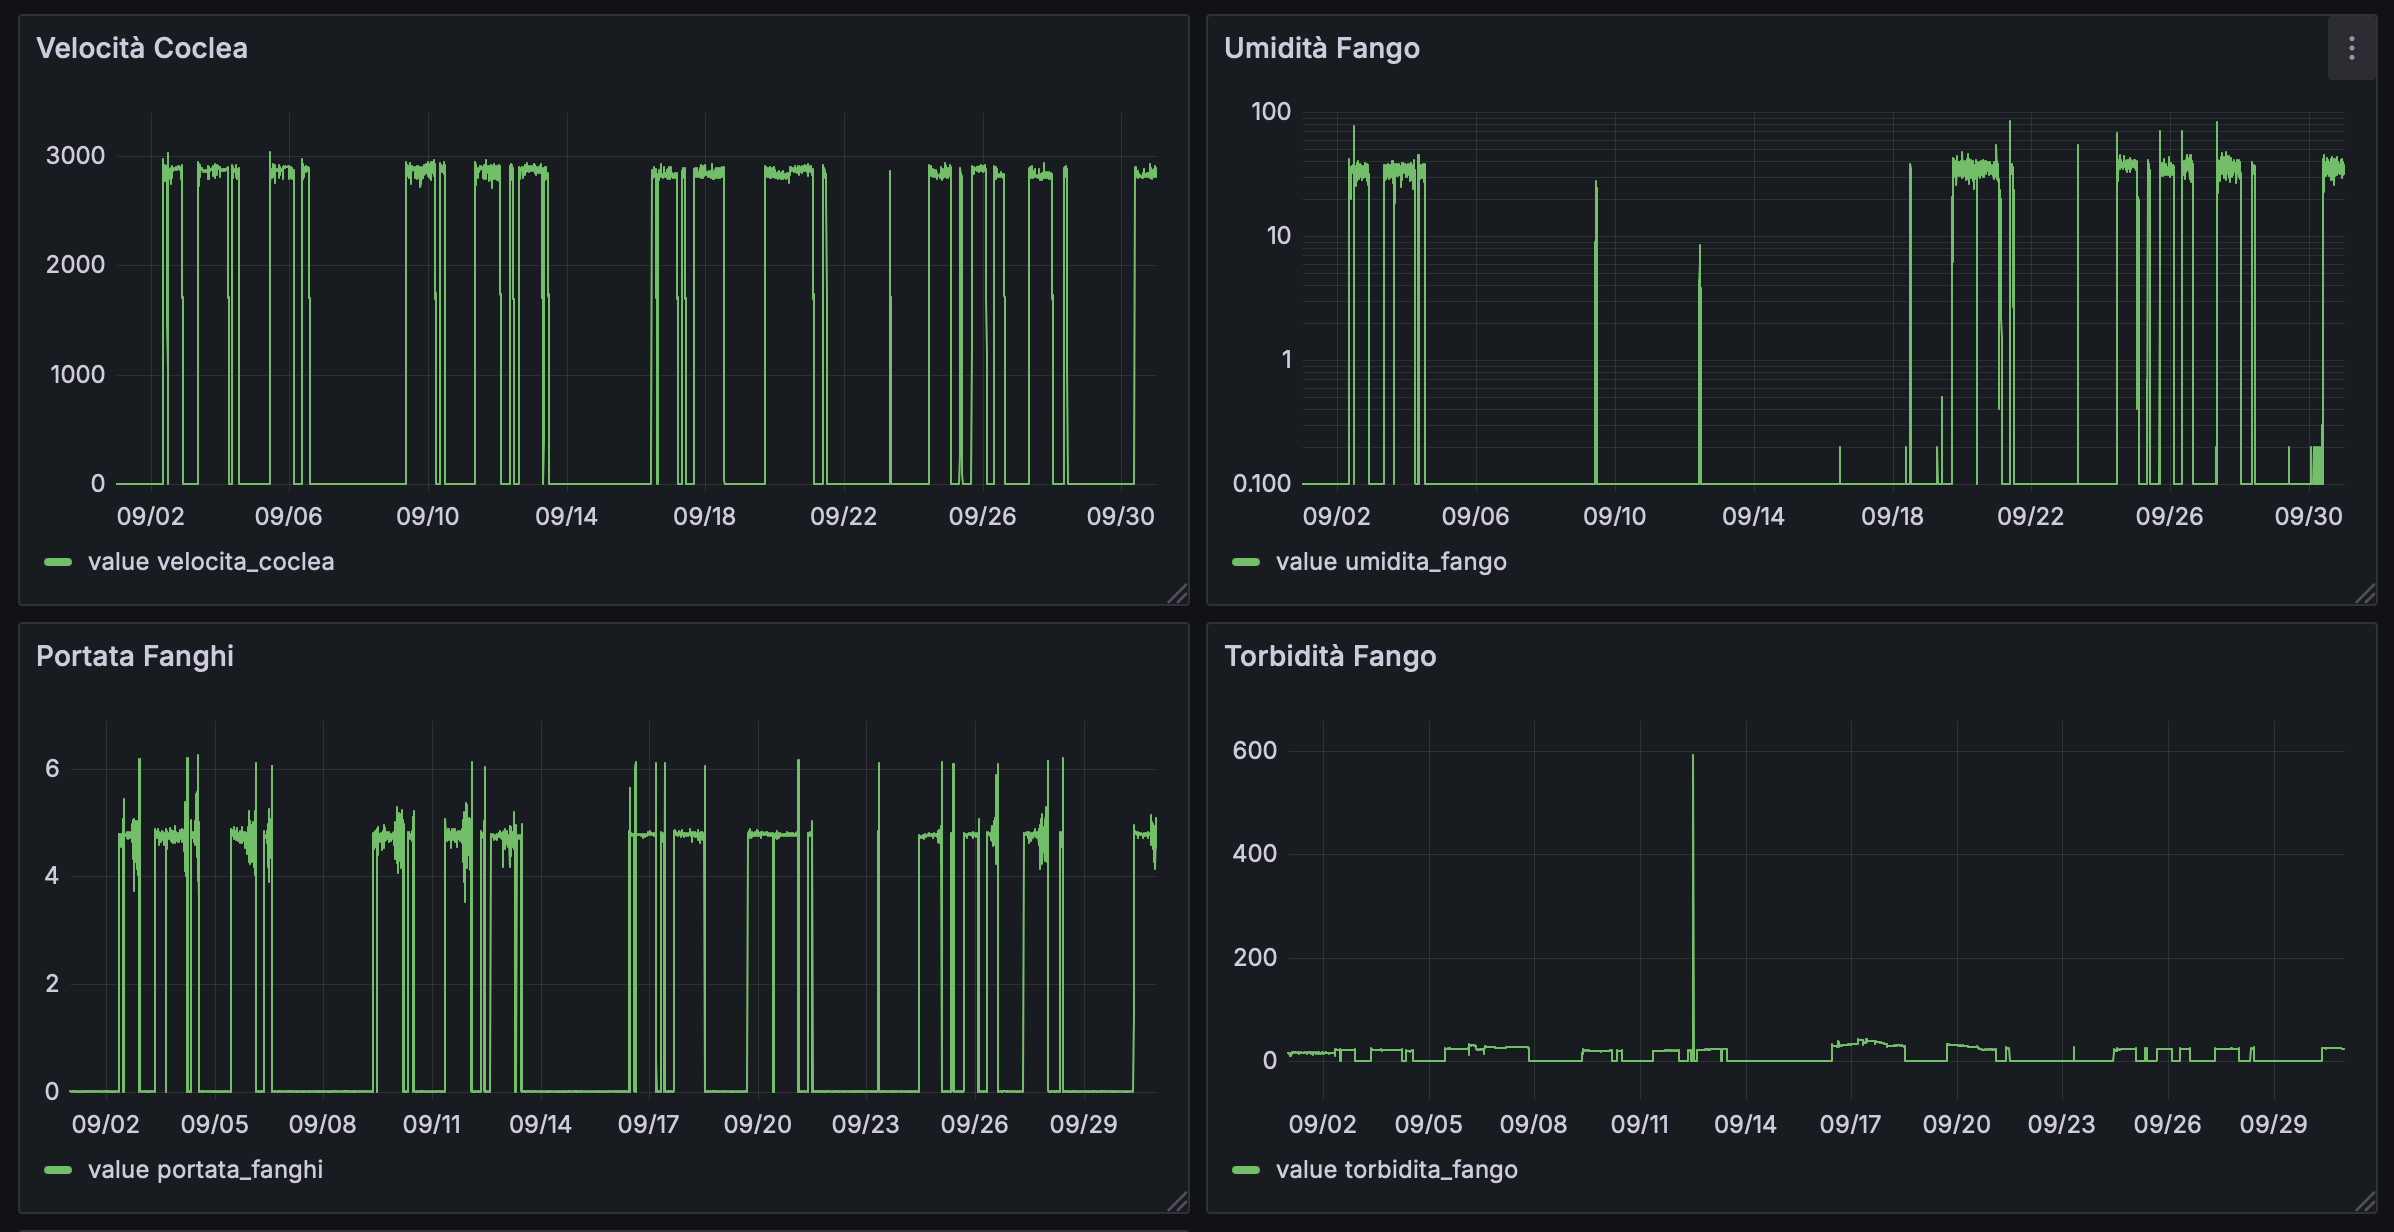 Velocità Coclea
3000
2000
1000
0
09/02 09/06 09/10 09/14 09/18 09/22 09/26 09/30
value velocita_coclea
Umidità Fango
100
10
1
0.100
09/02 09/06 09/10 09/14 09/18 09/22 09/26 09/30
value umidita_fango
Portata Fanghi
6
4
2
0
09/02 09/05 09/08 09/11 09/14 09/17 09/20 09/23 09/26 09/29
value portata_fanghi
Torbidità Fango
600
400
200
0
09/02 09/05 09/08 09/11 09/14 09/17 09/20 09/23 09/26 09/29
value torbidita_fango